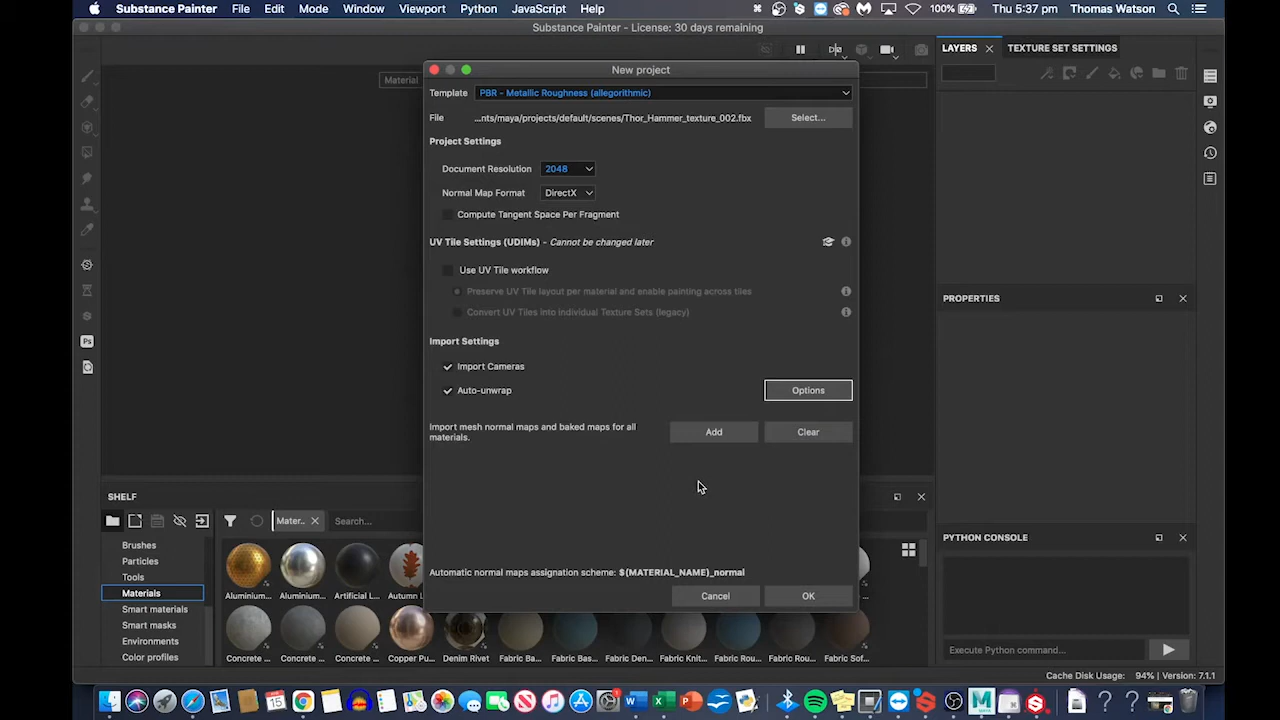 Substance Painter File Edit Mode Window Viewport Python JavaScript Help 100% Thu 5:37 pm Thomas Watson
Substance Painter - License: 30 days remaining
LAYERS
TEXTURE SET SETTINGS
Material
New project
Template PBR - Metallic Roughness (allegorithmic)
File ...nts/maya/projects/default/scenes/Thor_Hammer_texture_002.fbx Select...
Project Settings
Document Resolution 2048
Normal Map Format DirectX
Compute Tangent Space Per Fragment
UV Tile Settings (UDIMs) - Cannot be changed later
Use UV Tile workflow
Preserve UV Tile layout per material and enable painting across tiles
Convert UV Tiles into individual Texture Sets (legacy)
Import Settings
Import Cameras
Auto-unwrap Options
Import mesh normal maps and baked maps for all
materials.
Add Clear
Automatic normal maps assignation scheme: $(MATERIAL_NAME)_normal
Cancel OK
PROPERTIES
SHELF
Mater..
Search...
Brushes
Particles
Tools
Materials
Smart materials
Smart masks
Environments
Color profiles
Aluminium... Aluminium... Artificial L... Autumn L...
Concrete ... Concrete ... Concrete ... Copper Pu... Denim Rivet Fabric Ba... Fabric Bas... Fabric Den... Fabric Knit... Fabric Rou... Fabric Rou... Fabric Sof...
PYTHON CONSOLE
Execute Python command...
Cache Disk Usage: 94% | Version: 7.1.1
Ps
15
W
X
P
MAYA